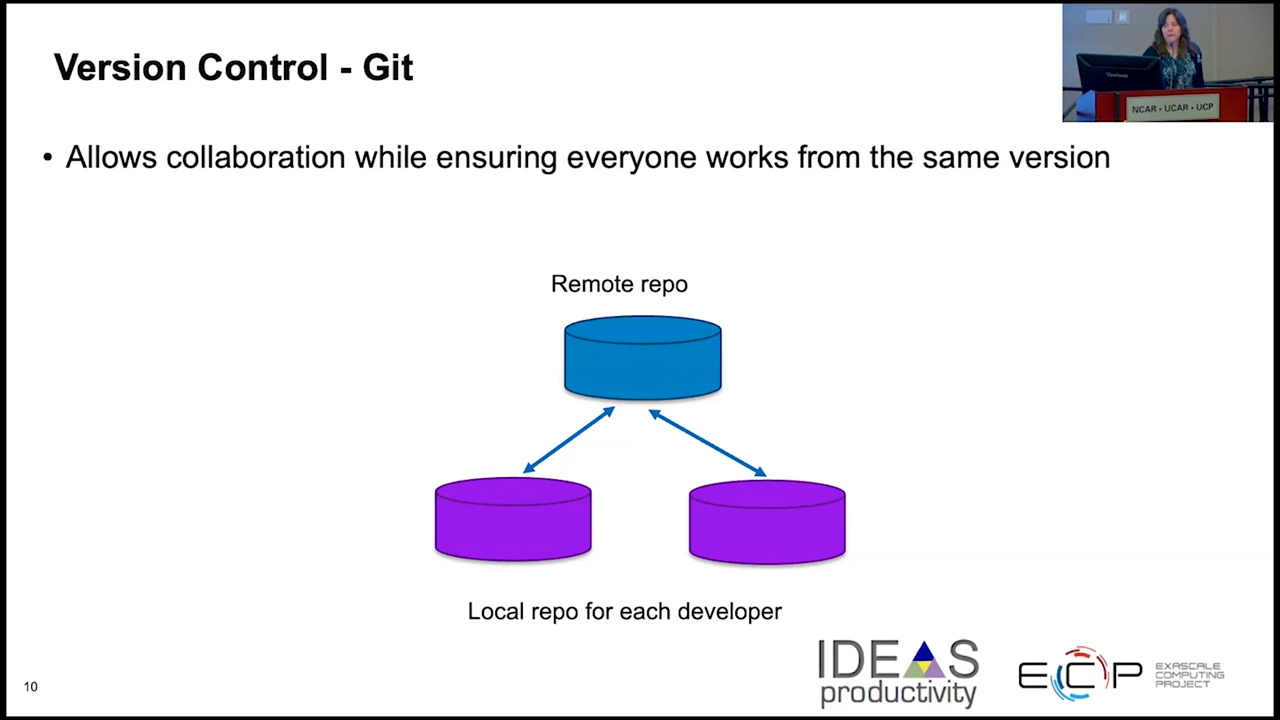 Version Control - Git
NCAR • UCAR • UCP
• Allows collaboration while ensuring everyone works from the same version
Remote repo
Local repo for each developer
10
IDEAS
productivity
ECP
EXASCALE
COMPUTING
PROJECT